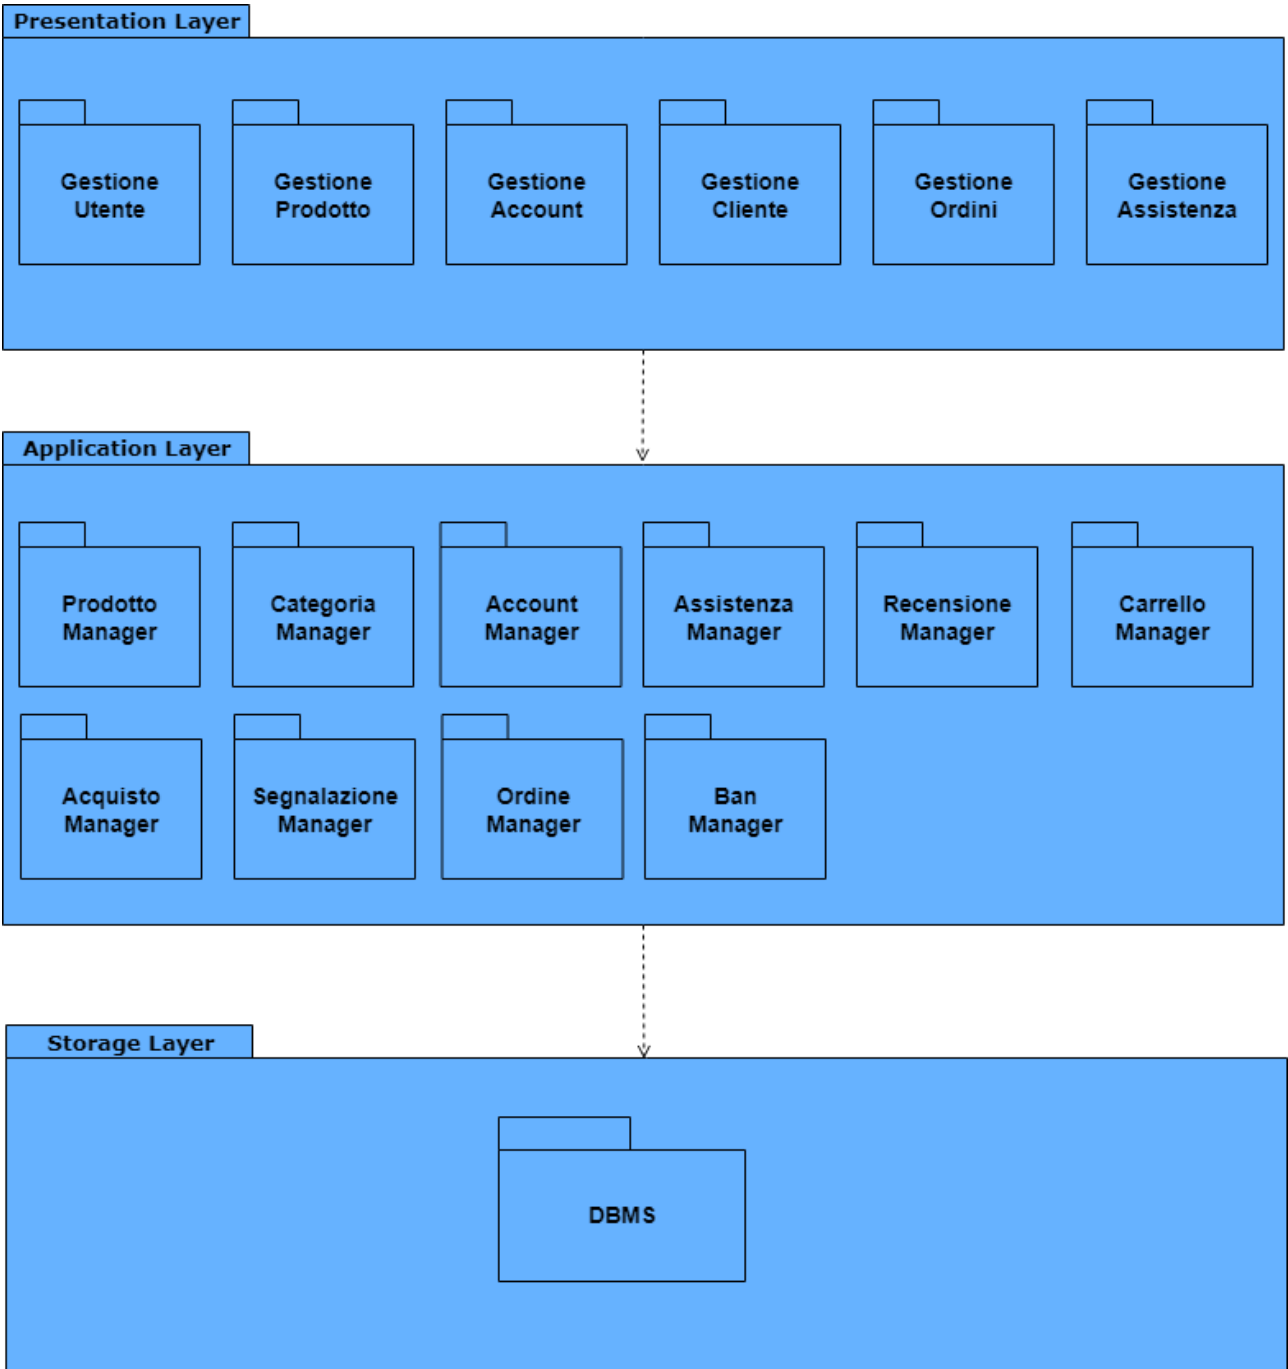 Presentation Layer
Gestione
Utente
Gestione
Prodotto
Gestione
Account
Gestione
Cliente
Gestione
Ordini
Gestione
Assistenza
Application Layer
Prodotto
Manager
Categoria
Manager
Account
Manager
Assistenza
Manager
Recensione
Manager
Carrello
Manager
Acquisto
Manager
Segnalazione
Manager
Ordine
Manager
Ban
Manager
Storage Layer
DBMS